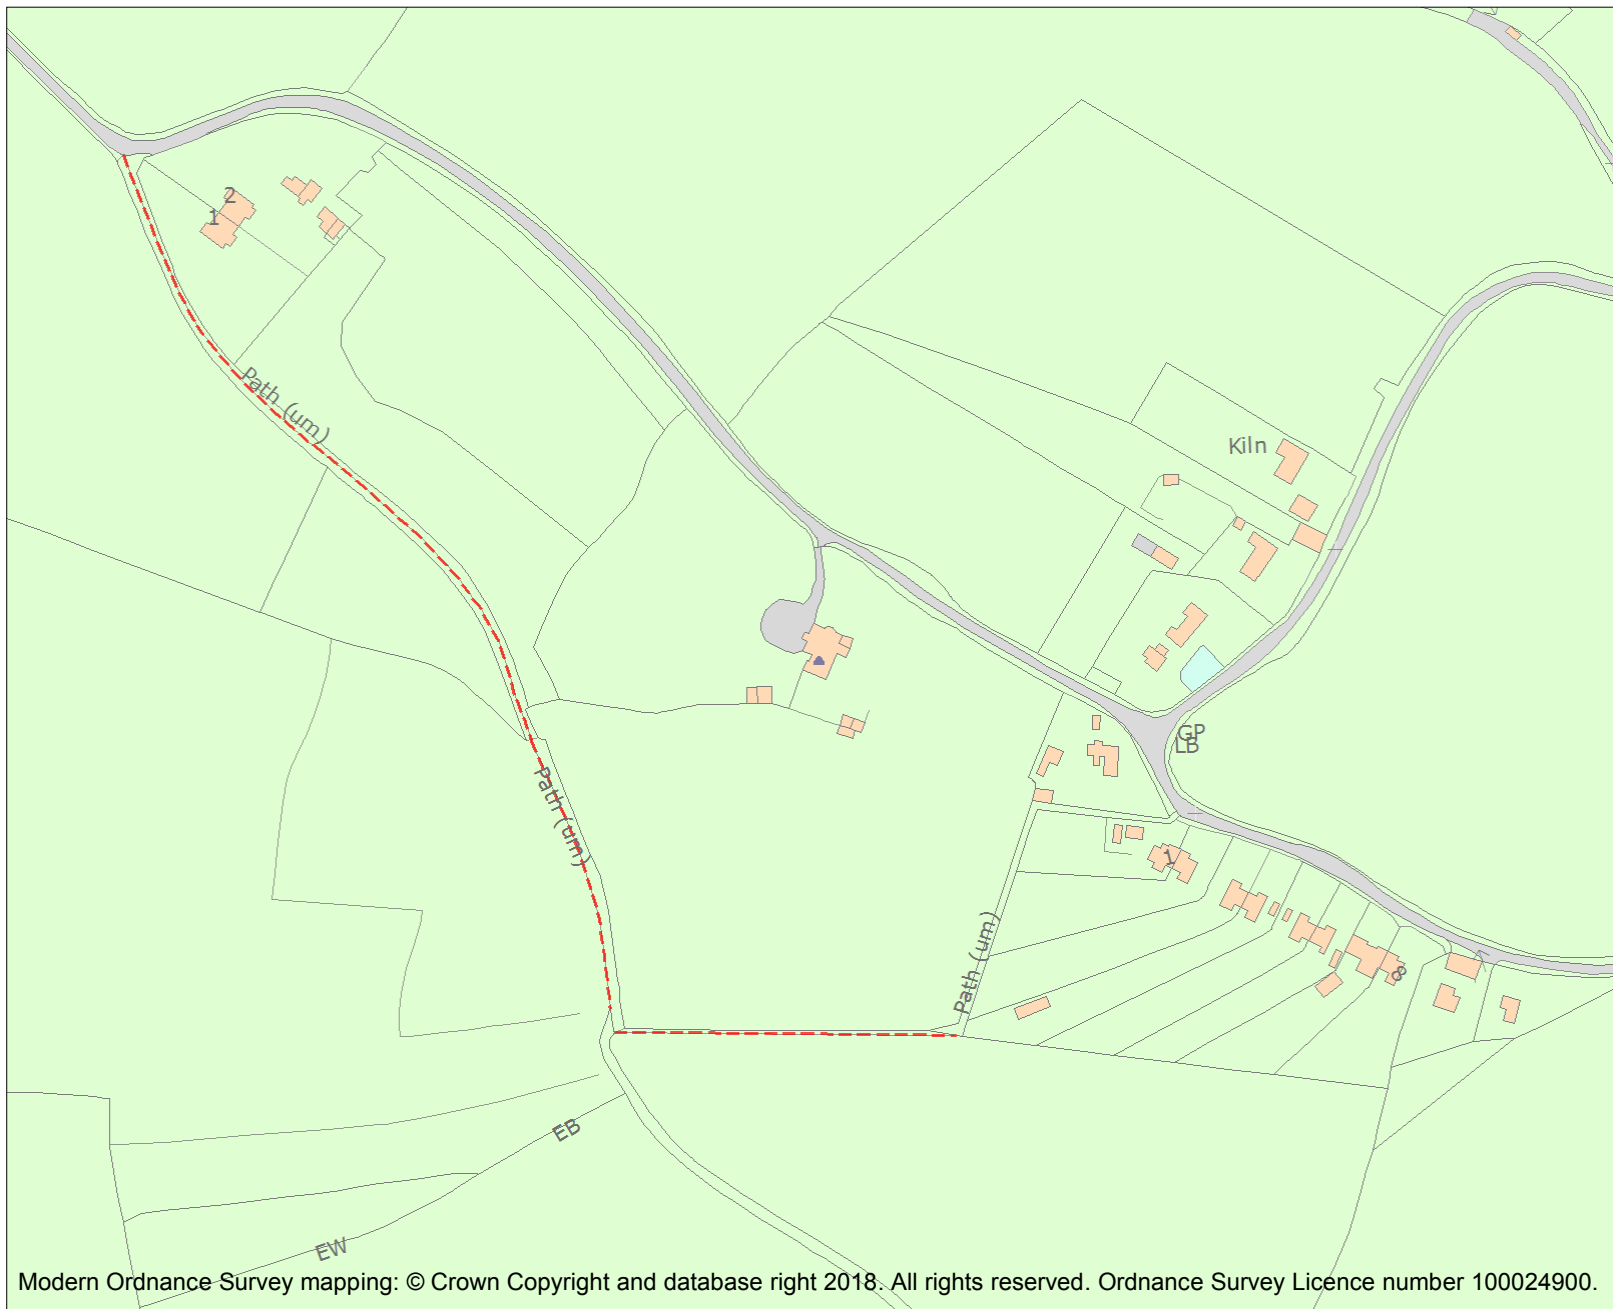 2
1
Path (um)
Kiln
GP
LB
Path (um)
1
Path (um)
8
EB
EW
Modern Ordnance Survey mapping: © Crown Copyright and database right 2018. All rights reserved. Ordnance Survey Licence number 100024900.